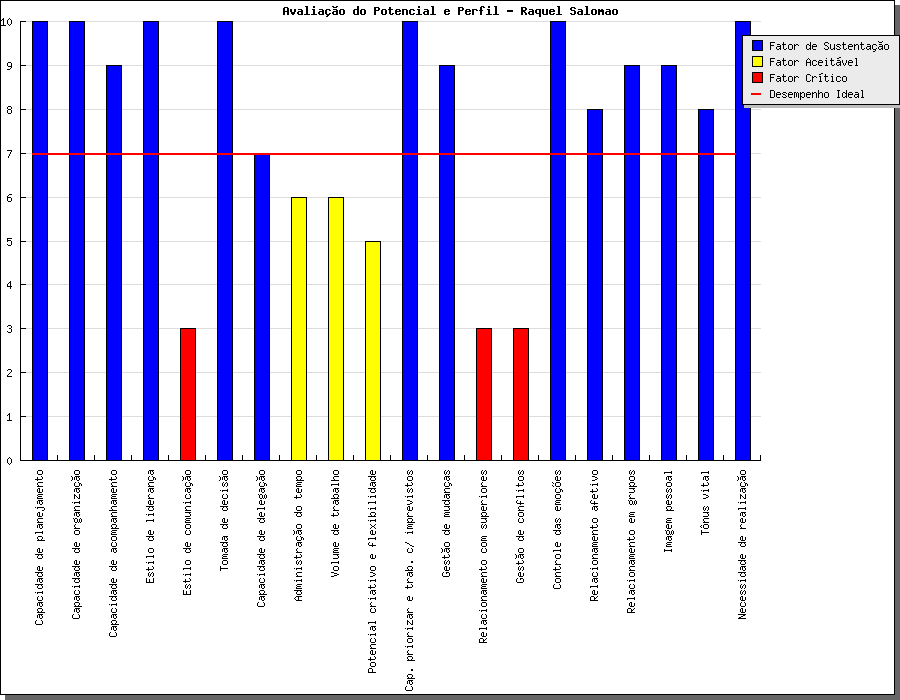 Avaliação do Potencial e Perfil - Raquel Salomao
Fator de Sustentação
Fator Aceitável
Fator Crítico
Desempenho Ideal
10
9
8
7
6
5
4
3
2
1
0
Capacidade de planejamento
Capacidade de organização
Capacidade de acompanhamento
Estilo de liderança
Estilo de comunicação
Tomada de decisão
Capacidade de delegação
Administração do tempo
Volume de trabalho
Potencial criativo e flexibilidade
Cap. priorizar e trab. c/ imprevistos
Gestão de mudanças
Relacionamento com superiores
Gestão de conflitos
Controle das emoções
Relacionamento afetivo
Relacionamento em grupos
Imagem pessoal
Tônus vital
Necessidade de realização